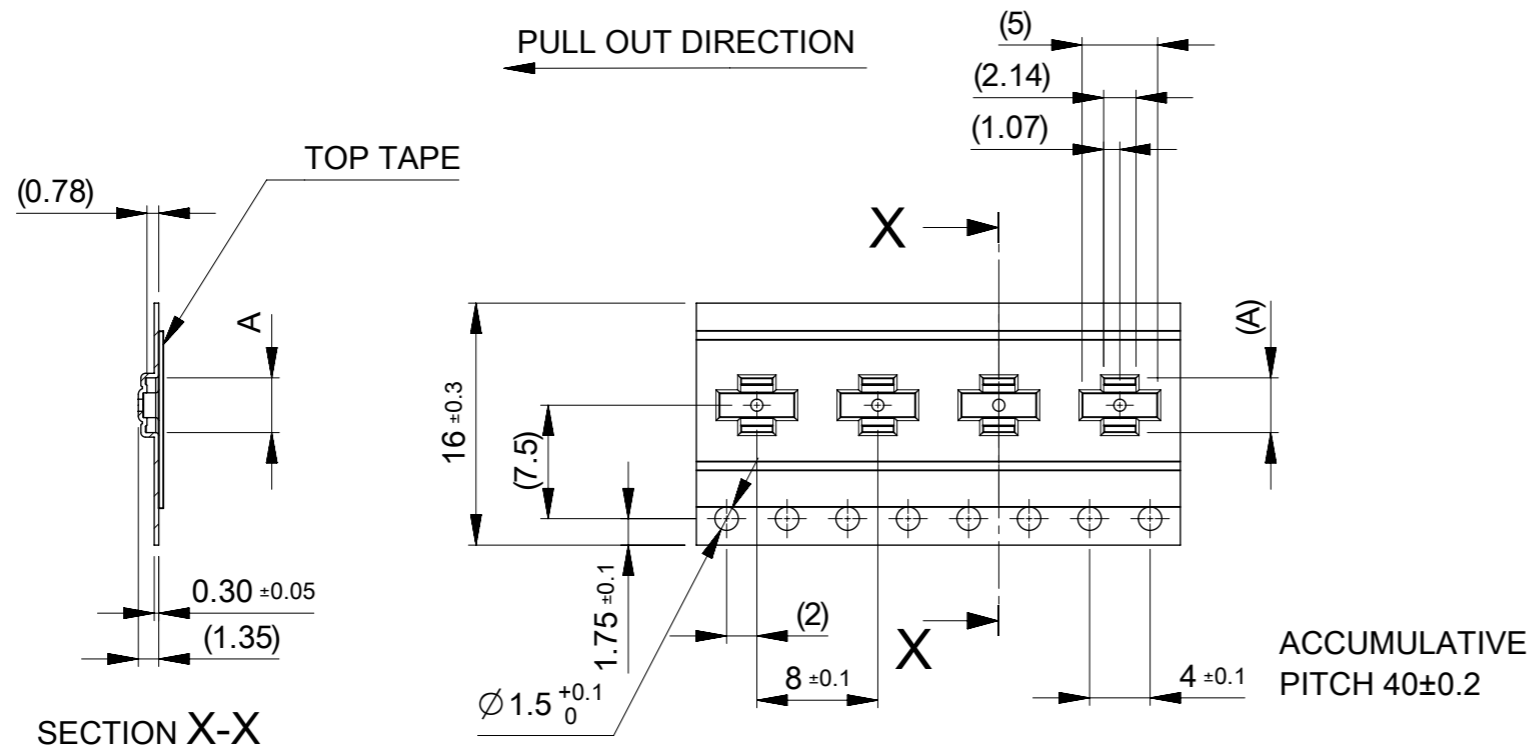 PULL OUT DIRECTION
(5)
(2.14)
(1.07)
TOP TAPE
(0.78)
X
A
(A)
16 ±0.3
(7.5)
1.75 ±0.1
0.30 ±0.05
(1.35)
(2)
X
8 ±0.1
4 ±0.1
ACCUMULATIVE
PITCH 40±0.2
∅1.5 +0.1 0
SECTION X-X